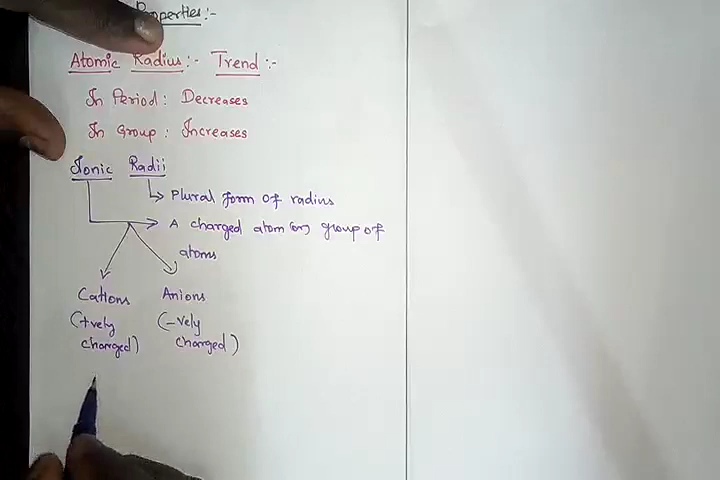 Properties:-
Atomic Radius:- Trend :-
In Period : Decreases
In Group : Increases
Ionic Radii
Plural form of radius
A charged atom (or) group of
atoms
Cations Anions
(+vely (-vely
charged) charged)